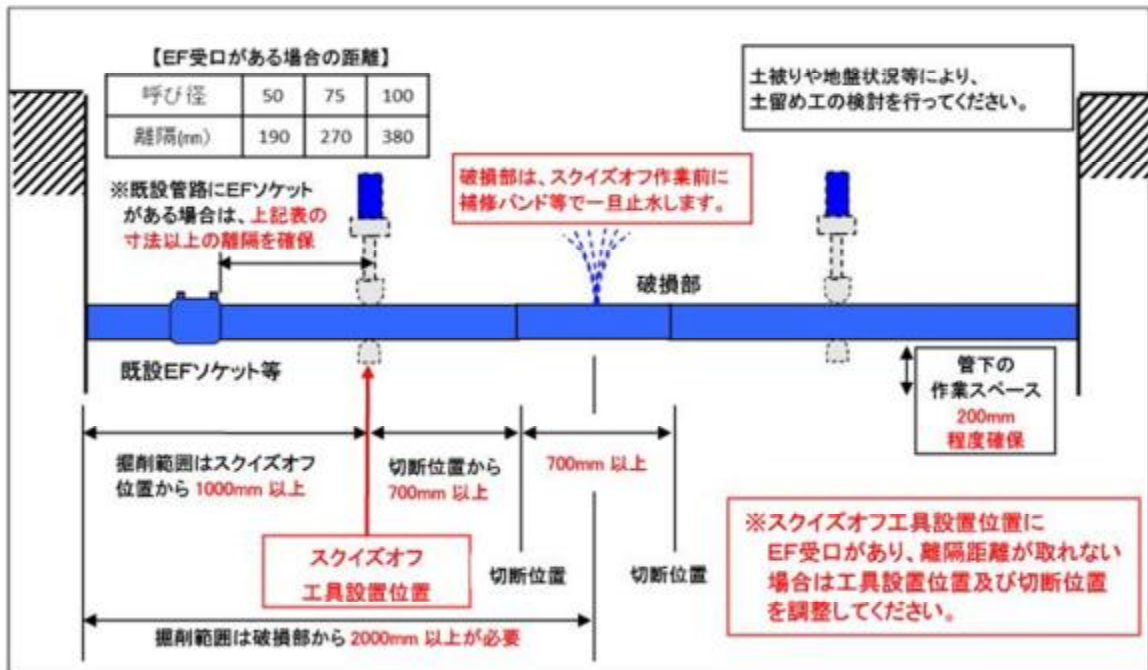 【EF受口がある場合の距離】
呼び径 50 75 100
離隔(mm) 190 270 380
※既設管路にEFソケット
がある場合は、上記表の
寸法以上の離隔を確保
土被りや地盤状況等により、
土留め工の検討を行ってください。
破損部は、スクイズオフ作業前に
補修バンド等で一旦止水します。
破損部
既設EFソケット等
管下の
作業スペース
200mm
程度確保
掘削範囲はスクイズオフ
位置から1000mm 以上
切断位置から
700mm 以上
700mm 以上
スクイズオフ
工具設置位置
切断位置
切断位置
※スクイズオフ工具設置位置に
EF受口があり、離隔距離が取れない
場合は工具設置位置及び切断位置
を調整してください。
掘削範囲は破損部から2000mm 以上が必要